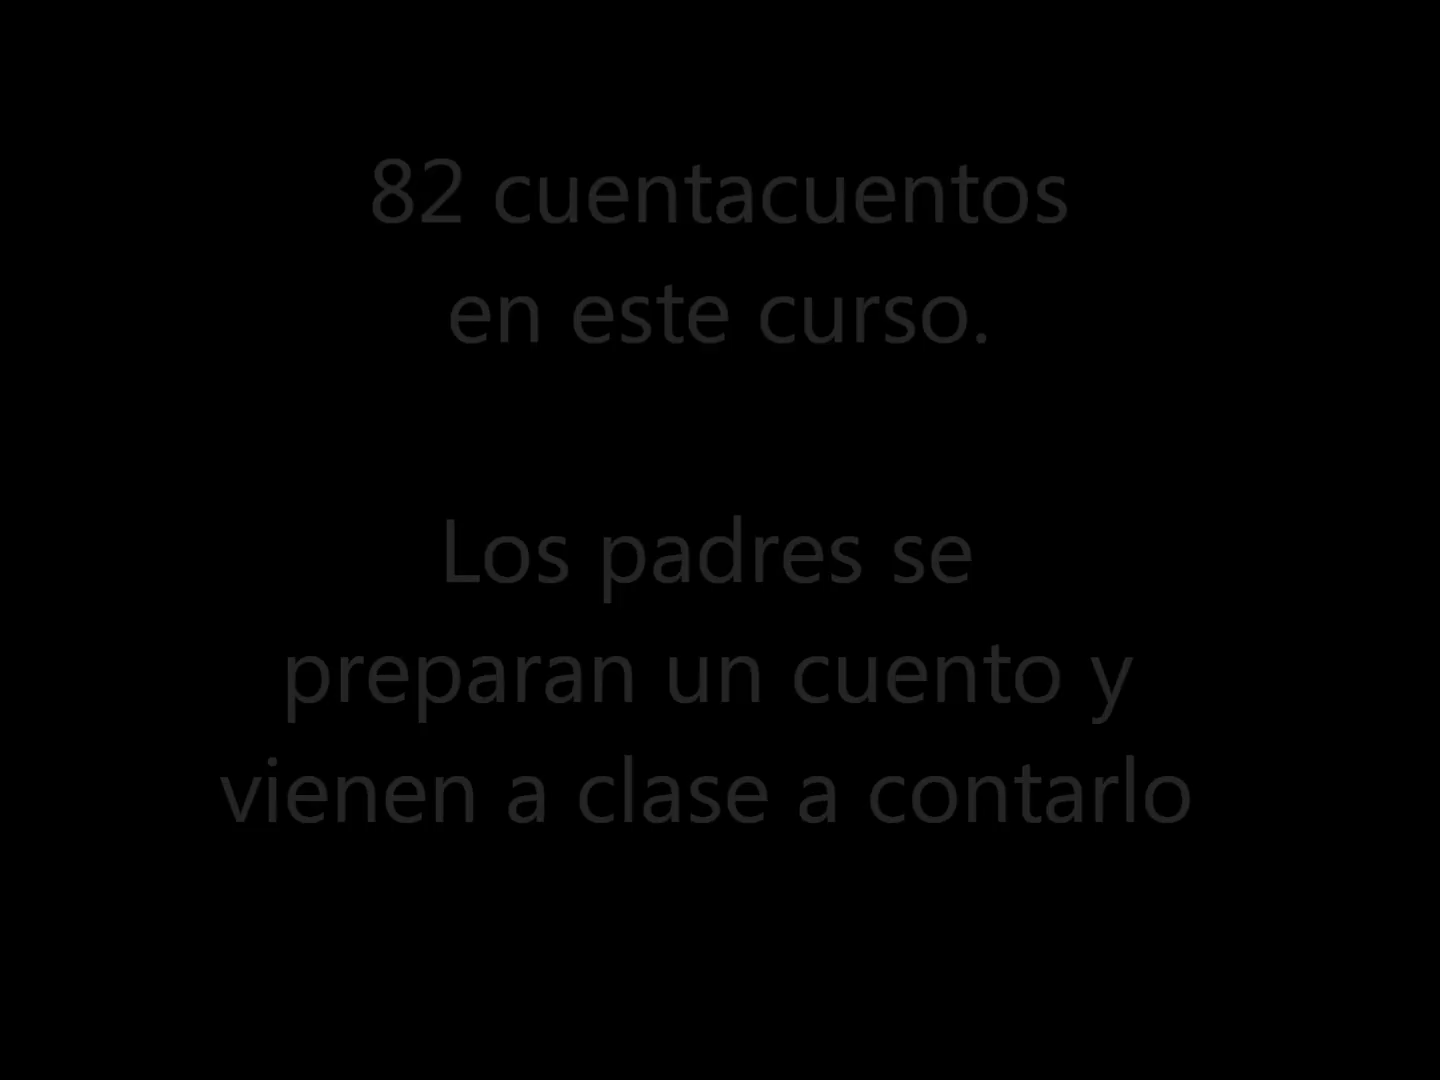 82 cuentacuentos
en este curso.
Los padres se
preparan un cuento y
vienen a clase a contarlo